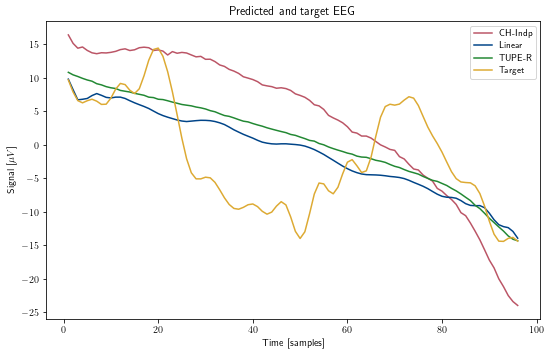 Predicted and target EEG
CH-Indp
Linear
TUPE-R
Target
Signal [μV]
15
10
5
0
−5
−10
−15
−20
−25
0
20
40
60
80
100
Time [samples]